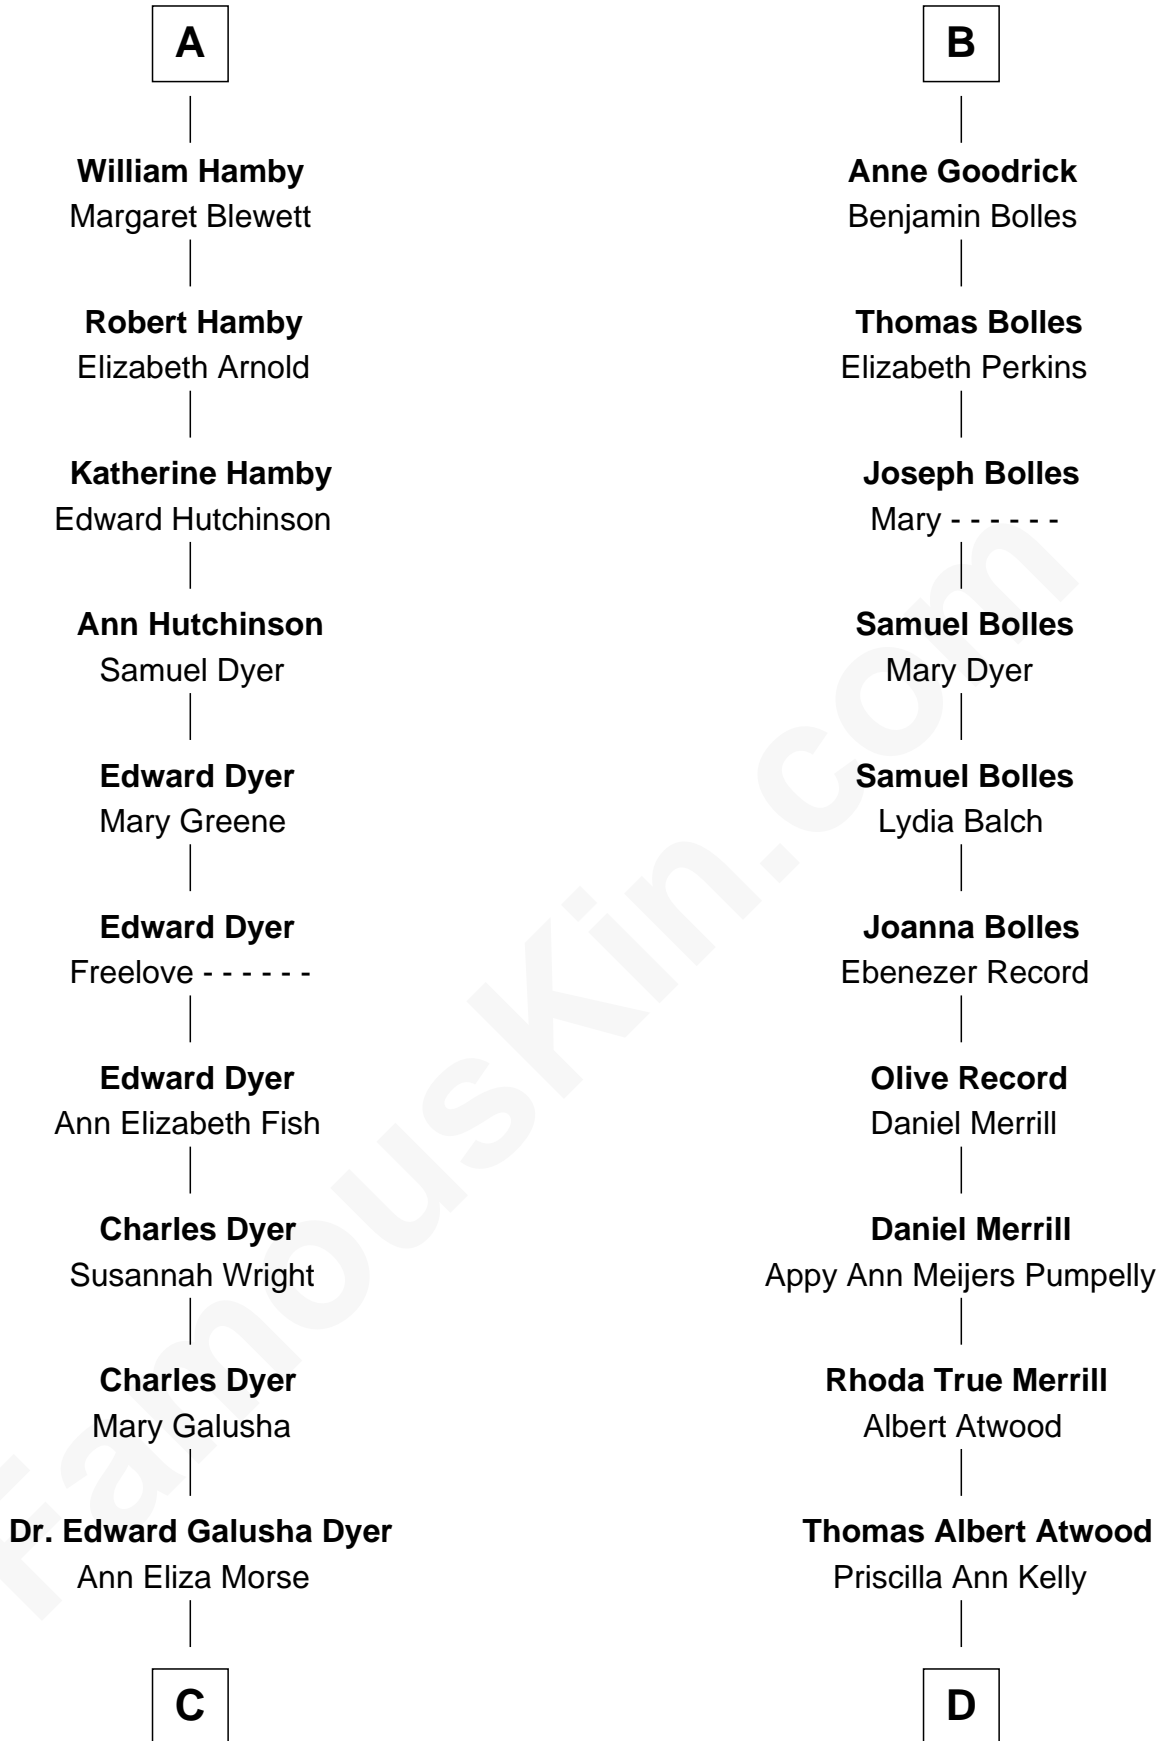 A
William Hamby
Margaret Blewett
Robert Hamby
Elizabeth Arnold
Katherine Hamby
Edward Hutchinson
Ann Hutchinson
Samuel Dyer
Edward Dyer
Mary Greene
Edward Dyer
Freelove - - - - - -
Edward Dyer
Ann Elizabeth Fish
Charles Dyer
Susannah Wright
Charles Dyer
Mary Galusha
Dr. Edward Galusha Dyer
Ann Eliza Morse
C
B
Anne Goodrick
Benjamin Bolles
Thomas Bolles
Elizabeth Perkins
Joseph Bolles
Mary - - - - - -
Samuel Bolles
Mary Dyer
Samuel Bolles
Lydia Balch
Joanna Bolles
Ebenezer Record
Olive Record
Daniel Merrill
Daniel Merrill
Appy Ann Meijers Pumpelly
Rhoda True Merrill
Albert Atwood
Thomas Albert Atwood
Priscilla Ann Kelly
D
FamousKin.com